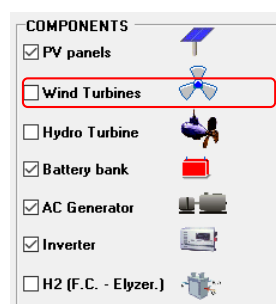 COMPONENTS
PV panels
Wind Turbines
Hydro Turbine
Battery bank
AC Generator
Inverter
H2 (F.C. - Elyzer.)